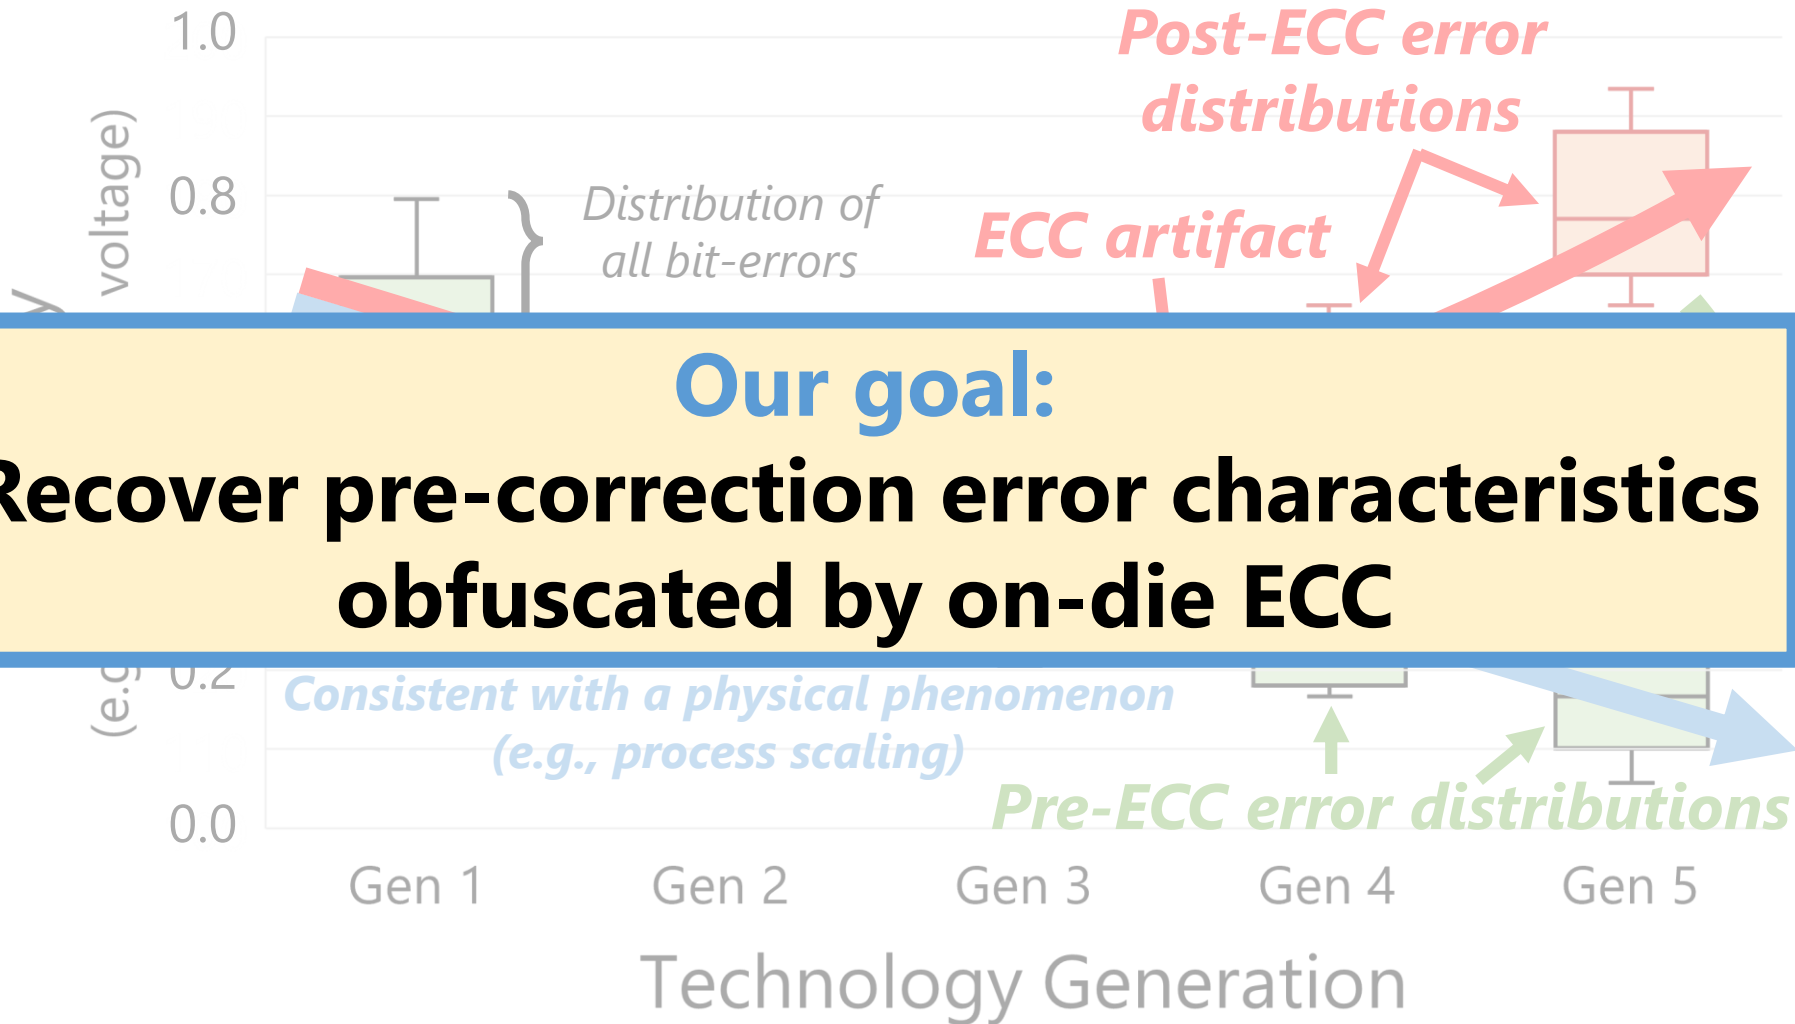 1.0
Post-ECC error
distributions
voltage)
0.8
Distribution of
all bit-errors
ECC artifact
y
Our goal:
Recover pre-correction error characteristics
obfuscated by on-die ECC
(e.g
0.2
Consistent with a physical phenomenon
(e.g., process scaling)
Pre-ECC error distributions
0.0
Gen 1
Gen 2
Gen 3
Gen 4
Gen 5
Technology Generation